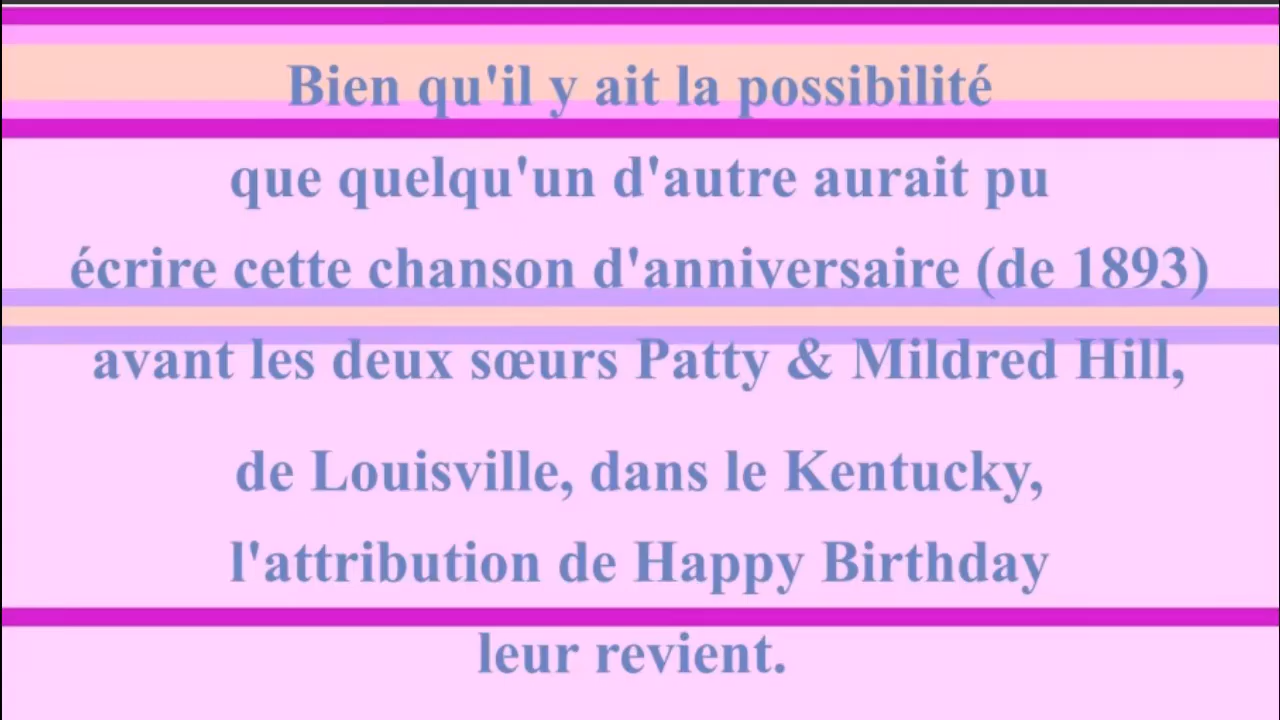 Bien qu'il y ait la possibilité
que quelqu'un d'autre aurait pu
écrire cette chanson d'anniversaire (de 1893)
avant les deux sœurs Patty & Mildred Hill,
de Louisville, dans le Kentucky,
l'attribution de Happy Birthday
leur revient.